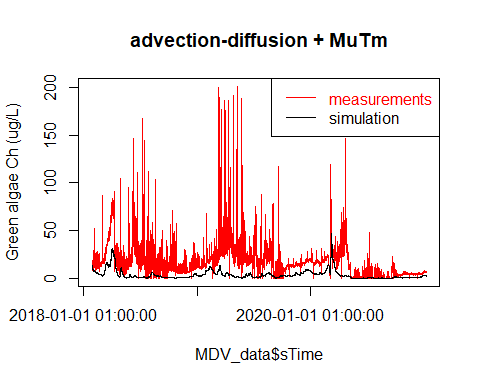 advection-diffusion + MuTm
Green algae Ch (ug/L)
200
150
100
50
0
measurements
simulation
2018-01-01 01:00:00
2020-01-01 01:00:00
MDV_data$sTime